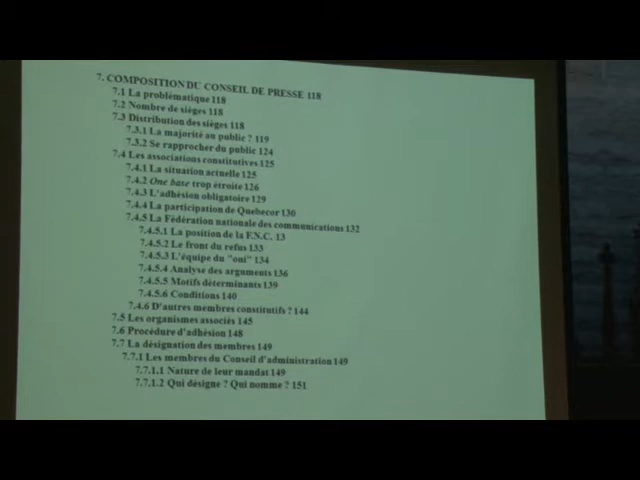 7. COMPOSITION DU CONSEIL DE PRESSE 118
7.1 La problématique 118
7.2 Nombre de sièges 118
7.3 Distribution des sièges 118
7.3.1 La majorité au public ? 119
7.3.2 Se rapprocher du public 124
7.4 Les associations constitutives 125
7.4.1 La situation actuelle 125
7.4.2 One base trop étroite 126
7.4.3 L'adhésion obligatoire 129
7.4.4 La participation de Quebecor 130
7.4.5 La Fédération nationale des communications 132
7.4.5.1 La position de la F.N.C. 13
7.4.5.2 Le front du refus 133
7.4.5.3 L'équipe du "oui" 134
7.4.5.4 Analyse des arguments 136
7.4.5.5 Motifs déterminants 139
7.4.5.6 Conditions 140
7.4.6 D'autres membres constitutifs ? 144
7.5 Les organismes associés 145
7.6 Procédure d'adhésion 148
7.7 La désignation des membres 149
7.7.1 Les membres du Conseil d'administration 149
7.7.1.1 Nature de leur mandat 149
7.7.1.2 Qui désigne ? Qui nomme ? 151